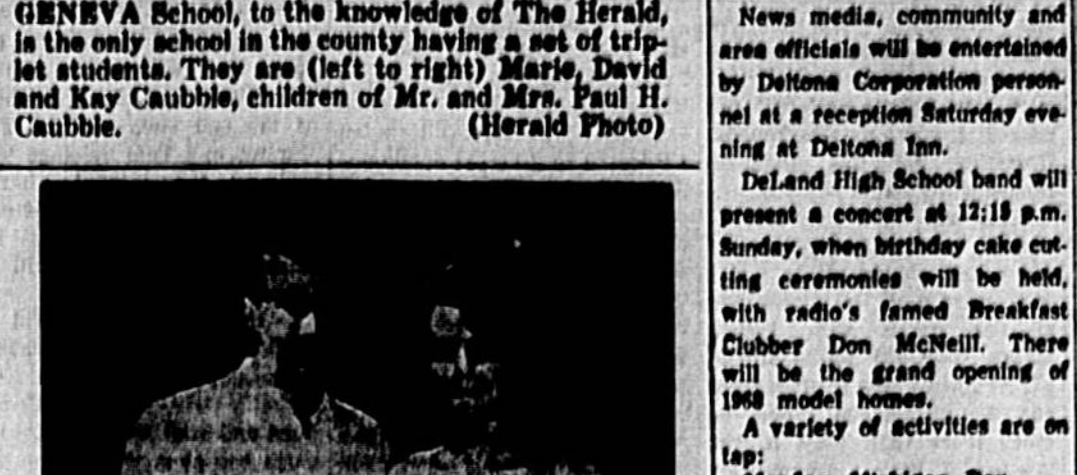 GENEVA School, to the knowledge of The Herald,
is the only school in the county having a set of trip-
let students. They are (left to right) Marie, David
and Kay Caubble, children of Mr. and Mrs. Paul H.
Caubble. (Herald Photo)
News media, community and
area officials will be entertained
by Deltona Corporation person-
nel at a reception Saturday eve-
ning at Deltona Inn.
DeLand High School band will
present a concert at 12:15 p.m.
Sunday, when birthday cake cut-
ting ceremonies will be held,
with radio's famed Breakfast
Clubber Don McNeill. There
will be the grand opening of
1968 model homes.
A variety of activities are on
tap: